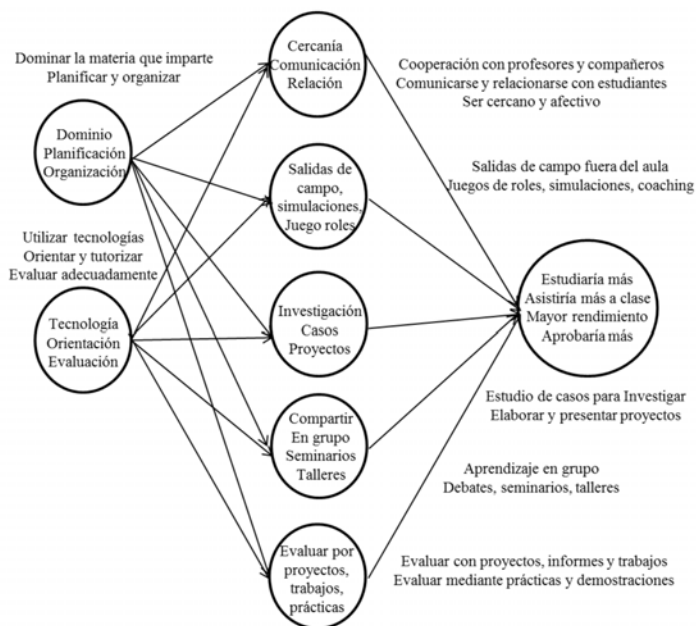 Dominar la materia que imparte
Planificar y organizar
Dominio
Planificación
Organización
Utilizar tecnologías
Orientar y tutorizar
Evaluar adecuadamente
Tecnología
Orientación
Evaluación
Cercanía
Comunicación
Relación
Salidas de
campo,
simulaciones,
Juego roles
Investigación
Casos
Proyectos
Compartir
En grupo
Seminarios
Talleres
Evaluar por
proyectos,
trabajos,
prácticas
Cooperación con profesores y compañeros
Comunicarse y relacionarse con estudiantes
Ser cercano y afectivo
Salidas de campo fuera del aula
Juegos de roles, simulaciones, coaching
Estudiaría más
Asistiría más a clase
Mayor rendimiento
Aprobaría más
Estudio de casos para Investigar
Elaborar y presentar proyectos
Aprendizaje en grupo
Debates, seminarios, talleres
Evaluar con proyectos, informes y trabajos
Evaluar mediante prácticas y demostraciones